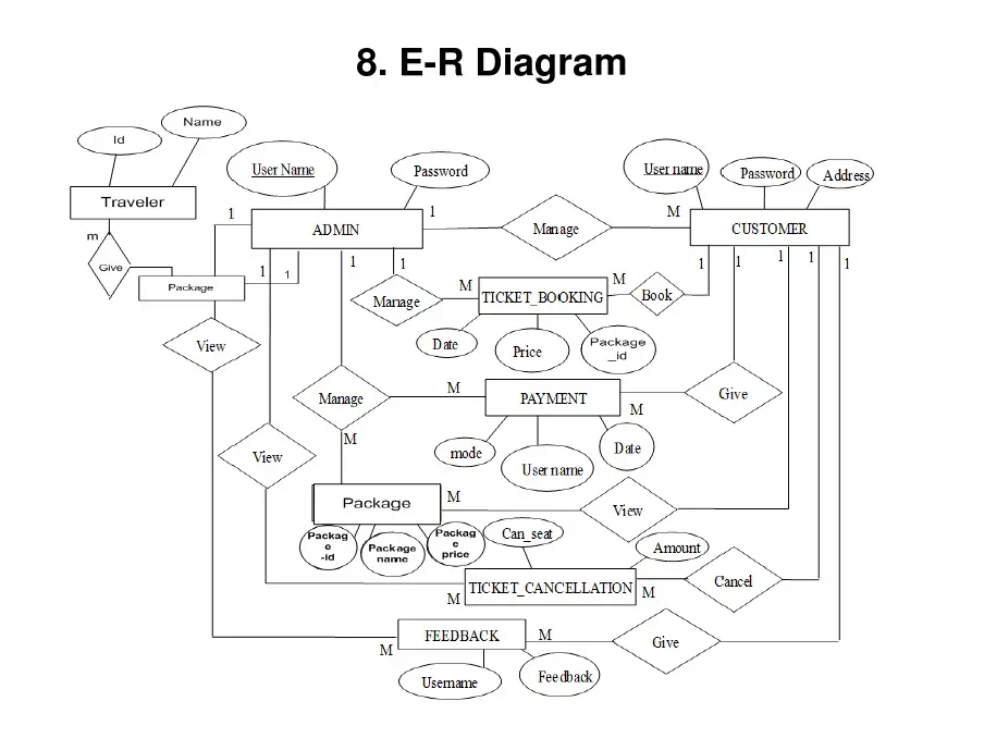 8. E-R Diagram
Name
Id
User Name
Password
User name
Password
Address
Traveler
1
ADMIN
1
Manage
M
CUSTOMER
m
Give
Package
1
1
1
1
Manage
M
TICKET_BOOKING
M
Book
1
1
1
1
1
View
Date
Price
Package
_id
Manage
M
PAYMENT
M
Give
M
View
mode
User name
Date
Package
M
View
Packag
e
-id
Package
name
Packag
e
price
Can_seat
Amount
M
TICKET_CANCELLATION
M
Cancel
M
FEEDBACK
M
Give
Username
Feedback